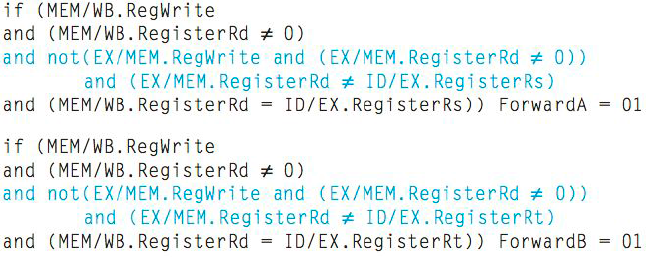 if (MEM/WB.RegWrite
and (MEM/WB.RegisterRd ≠ 0)
and not(EX/MEM.RegWrite and (EX/MEM.RegisterRd ≠ 0))
and (EX/MEM.RegisterRd ≠ ID/EX.RegisterRs)
and (MEM/WB.RegisterRd = ID/EX.RegisterRs)) ForwardA = 01
if (MEM/WB.RegWrite
and (MEM/WB.RegisterRd ≠ 0)
and not(EX/MEM.RegWrite and (EX/MEM.RegisterRd ≠ 0))
and (EX/MEM.RegisterRd ≠ ID/EX.RegisterRt)
and (MEM/WB.RegisterRd = ID/EX.RegisterRt)) ForwardB = 01